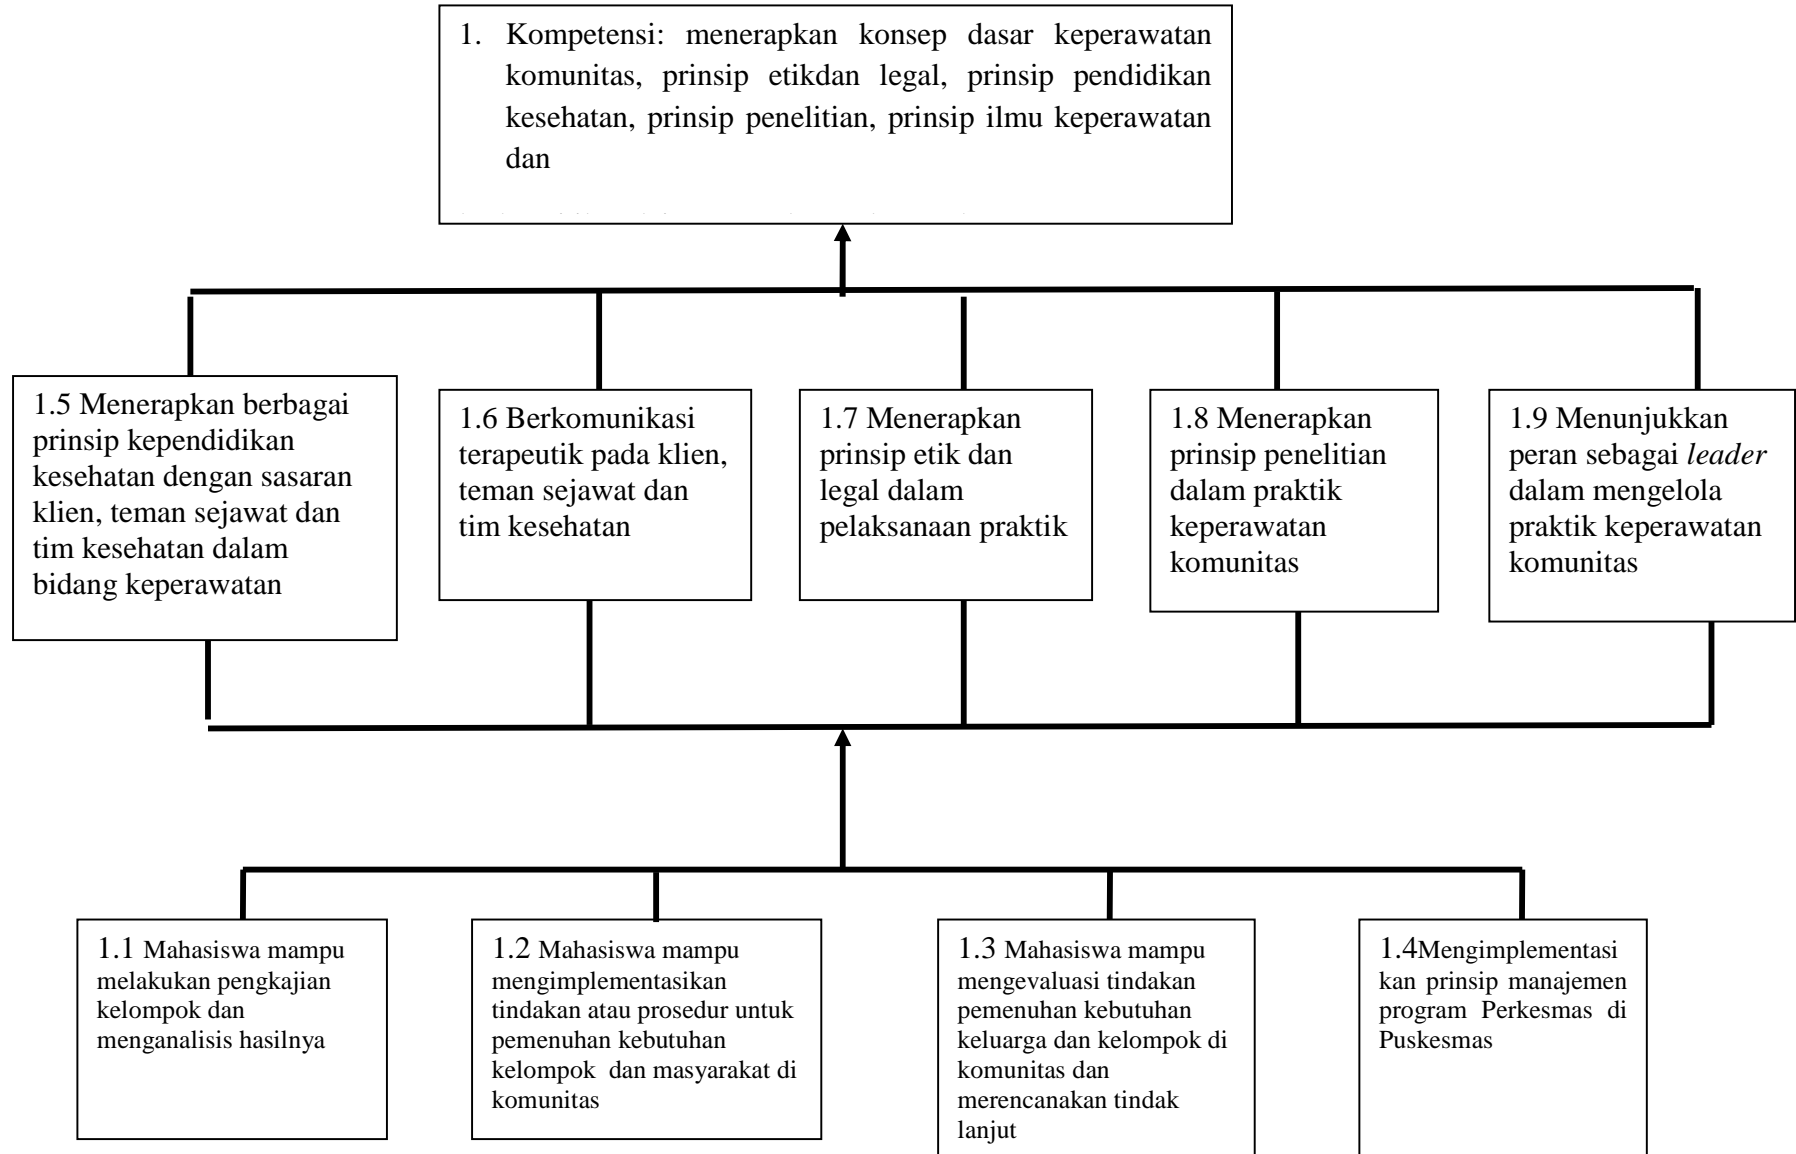 1. Kompetensi: menerapkan konsep dasar keperawatan
komunitas, prinsip etikdan legal, prinsip pendidikan
kesehatan, prinsip penelitian, prinsip ilmu keperawatan
dan
1.5 Menerapkan berbagai
prinsip kependidikan
kesehatan dengan sasaran
klien, teman sejawat dan
tim kesehatan dalam
bidang keperawatan
1.6 Berkomunikasi
terapeutik pada klien,
teman sejawat dan
tim kesehatan
1.7 Menerapkan
prinsip etik dan
legal dalam
pelaksanaan praktik
1.8 Menerapkan
prinsip penelitian
dalam praktik
keperawatan
komunitas
1.9 Menunjukkan
peran sebagai leader
dalam mengelola
praktik keperawatan
komunitas
1.1 Mahasiswa mampu
melakukan pengkajian
kelompok dan
menganalisis hasilnya
1.2 Mahasiswa mampu
mengimplementasikan
tindakan atau prosedur untuk
pemenuhan kebutuhan
kelompok dan masyarakat di
komunitas
1.3 Mahasiswa mampu
mengevaluasi tindakan
pemenuhan kebutuhan
keluarga dan kelompok di
komunitas dan
merencanakan tindak
lanjut
1.4Mengimplementasi
kan prinsip manajemen
program Perkesmas di
Puskesmas